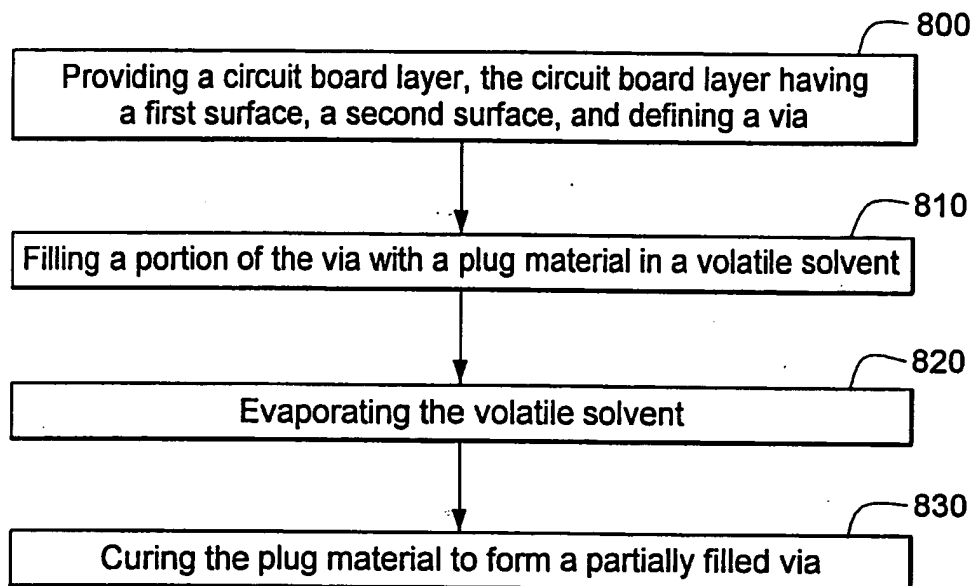 800
Providing a circuit board layer, the circuit board layer having
a first surface, a second surface, and defining a via
810
Filling a portion of the via with a plug material in a volatile solvent
820
Evaporating the volatile solvent
830
Curing the plug material to form a partially filled via